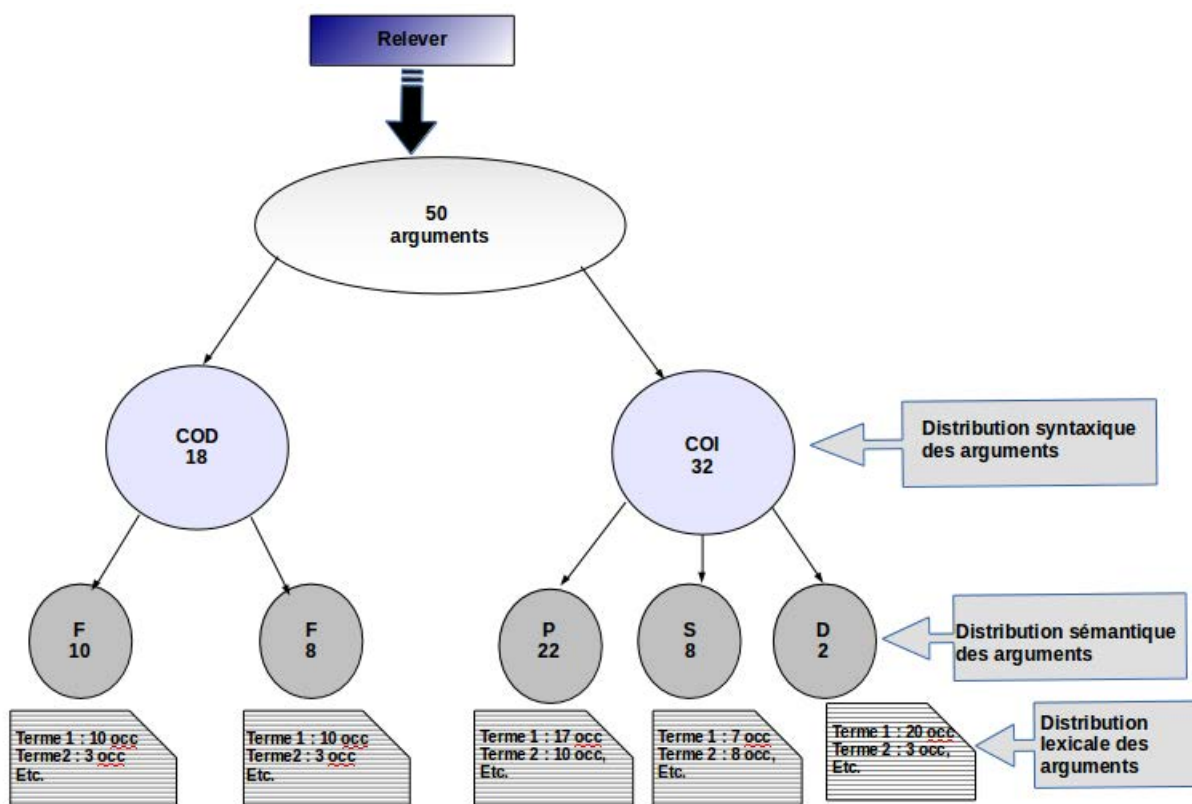 Relever
50
arguments
COD
18
COI
32
Distribution syntaxique
des arguments
F
10
F
8
P
22
S
8
D
2
Distribution sémantique
des arguments
Terme 1 : 10 occ
Terme2 : 3 occ
Etc.
Terme 1 : 10 occ
Terme2 : 3 occ
Etc.
Terme 1 : 17 occ
Terme 2 : 10 occ,
Etc.
Terme 1 : 7 occ
Terme 2 : 8 occ,
Etc.
Terme 1 : 20 occ
Terme 2 : 3 occ,
Etc.
Distribution
lexicale des
arguments